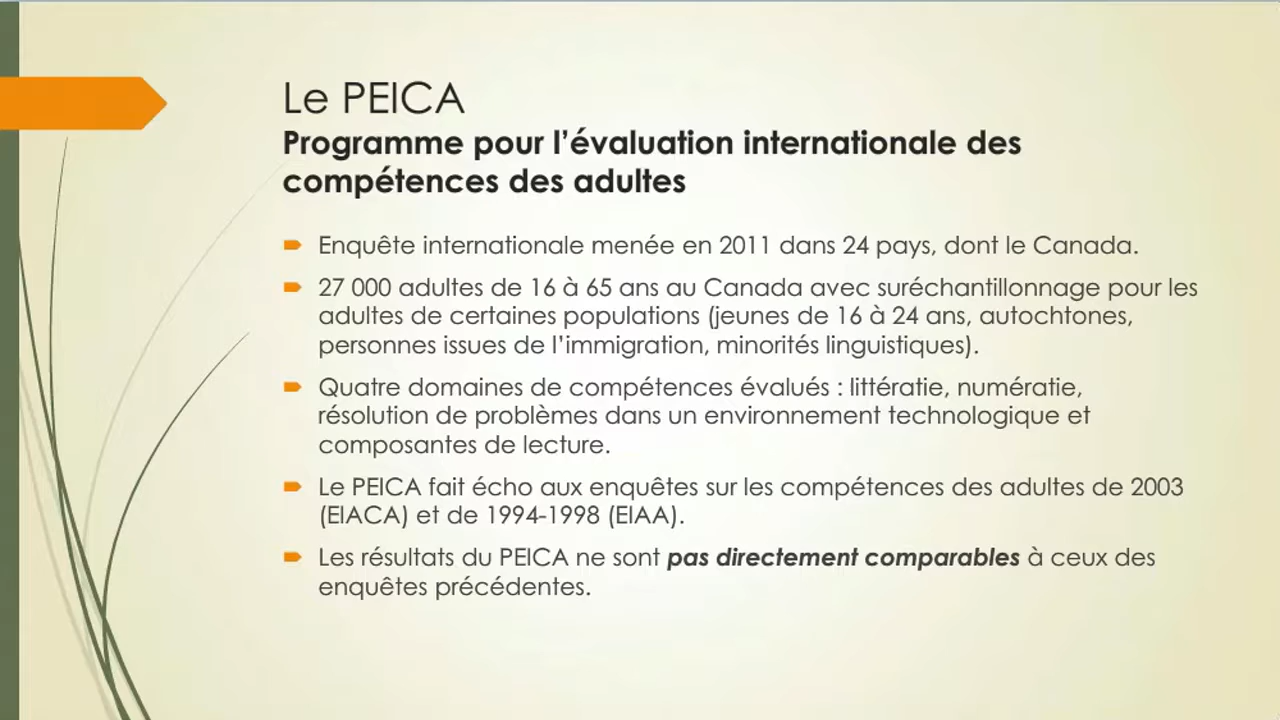 Le PEICA
Programme pour l’évaluation internationale des
compétences des adultes
Enquête internationale menée en 2011 dans 24 pays, dont le Canada.
27 000 adultes de 16 à 65 ans au Canada avec suréchantillonnage pour les
adultes de certaines populations (jeunes de 16 à 24 ans, autochtones,
personnes issues de l’immigration, minorités linguistiques).
Quatre domaines de compétences évalués : littératie, numératie,
résolution de problèmes dans un environnement technologique et
composantes de lecture.
Le PEICA fait écho aux enquêtes sur les compétences des adultes de 2003
(EIACA) et de 1994-1998 (EIAA).
Les résultats du PEICA ne sont pas directement comparables à ceux des
enquêtes précédentes.